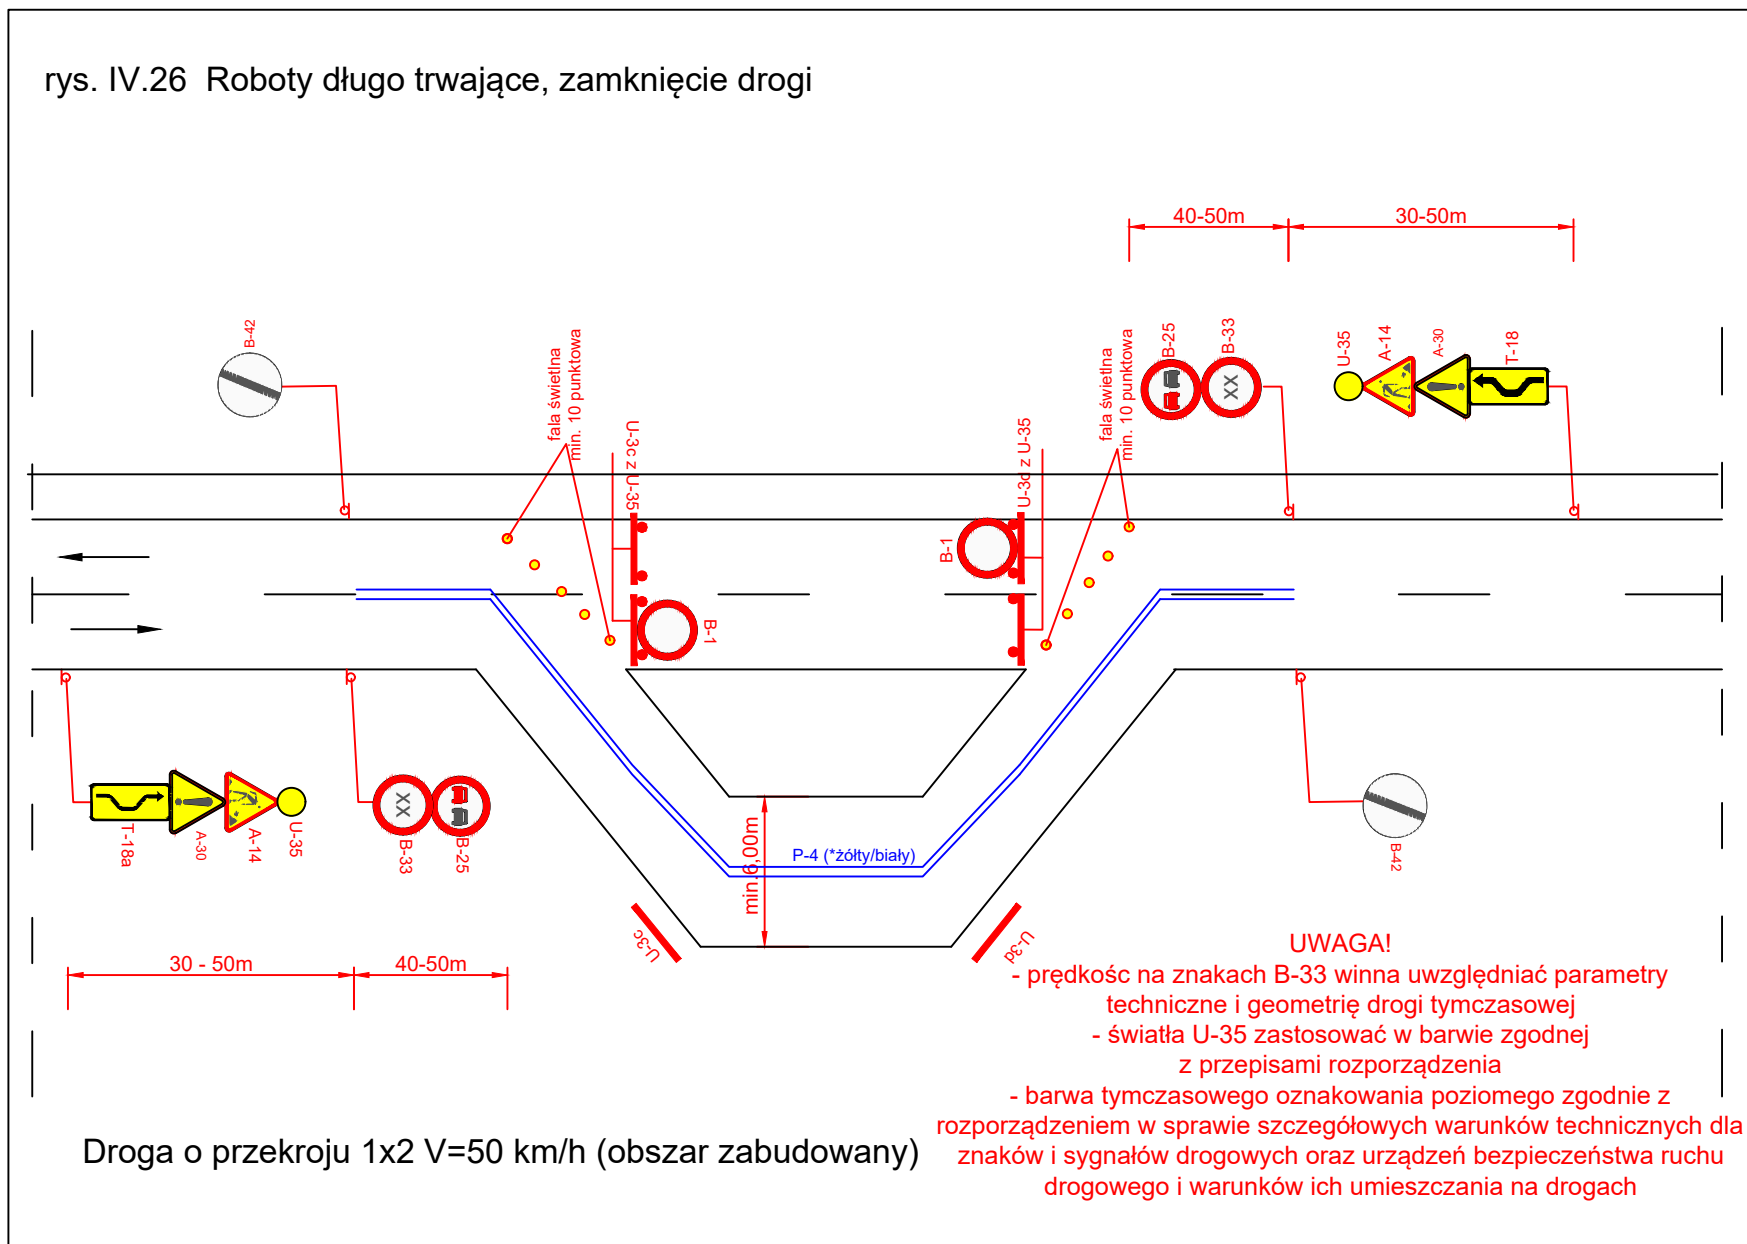 rys. IV.26 Roboty długo trwające, zamknięcie drogi
40-50m
30-50m
B-42
fala świetlna
min. 10 punktowa
U-3c z U-35
U-3d z U-35
fala świetlna
min. 10 punktowa
B-25
B-33
XX
U-35
A-14
A-30
T-18
B-1
B-1
T-18a
A-30
A-14
U-35
XX
B-33
B-25
P-4 (*żółty/biały)
min.6,00m
B-42
U-3c
U-3d
30 - 50m
40-50m
UWAGA!
- prędkośc na znakach B-33 winna uwzględniać parametry
techniczne i geometrię drogi tymczasowej
- światła U-35 zastosować w barwie zgodnej
z przepisami rozporządzenia
- barwa tymczasowego oznakowania poziomego zgodnie z
rozporządzeniem w sprawie szczegółowych warunków technicznych dla
znaków i sygnałów drogowych oraz urządzeń bezpieczeństwa ruchu
drogowego i warunków ich umieszczania na drogach
Droga o przekroju 1x2 V=50 km/h (obszar zabudowany)